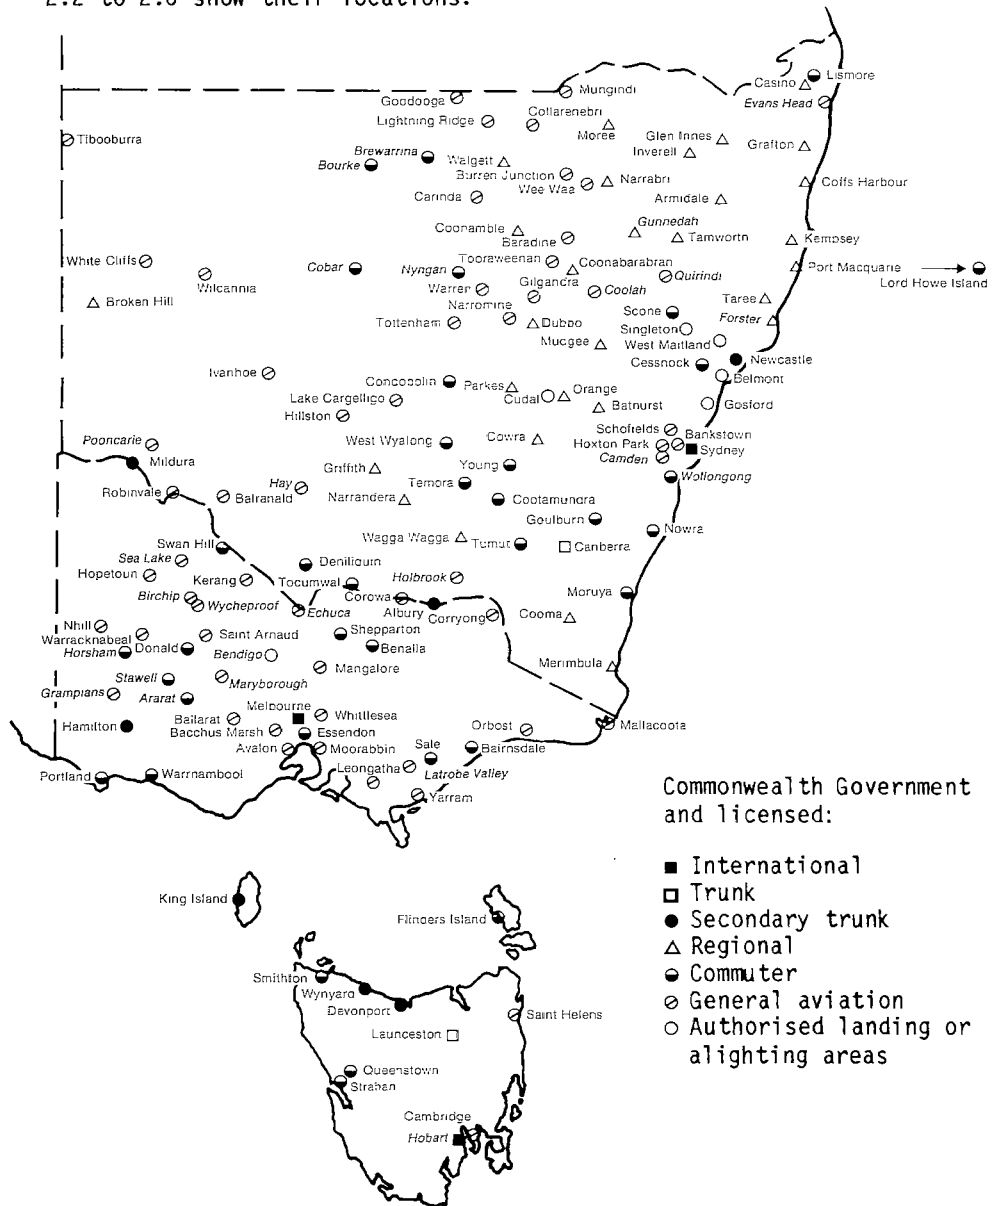 2.2 to 2.6 show their locations.
Lismore
Casino
Evans Head
Mungindi
Goodooga
Collarenebri
Lightning Ridge
Moree
Glen Innes
Inverell
Grafton
Tibooburra
Brewarrina
Bourke
Walgett
Burren Junction
Wee Waa
Narrabri
Coffs Harbour
Carinda
Armidale
Gunnedah
Coonamble
Baradine
Tamworth
Kempsey
White Cliffs
Wilcannia
Cobar
Nyngan
Tooraweenan
Coonabarabran
Quirindi
Port Macquarie
Lord Howe Island
Warren
Gilgandra
Coolah
Broken Hill
Narromine
Taree
Scone
Forster
Tottenham
Dubbo
Singleton
Mudgee
West Maitland
Newcastle
Cessnock
Belmont
Ivanhoe
Condobolin
Parkes
Orange
Lake Cargelligo
Cudal
Bathurst
Gosford
Hillston
Schofields
Bankstown
Pooncarie
West Wyalong
Cowra
Hoxton Park
Sydney
Camden
Mildura
Griffith
Young
Wollongong
Temora
Robinvale
Balranald
Hay
Narrandera
Cootamundra
Goulburn
Nowra
Wagga Wagga
Tumut
Canberra
Swan Hill
Sea Lake
Deniliquin
Hopetoun
Kerang
Tocumwal
Holbrook
Birchip
Wycheproof
Echuca
Corowa
Albury
Corryong
Moruya
Cooma
Nhill
Warracknabeal
Saint Arnaud
Shepparton
Horsham
Donald
Bendigo
Benalla
Merimbula
Mangalore
Stawell
Maryborough
Grampians
Ararat
Melbourne
Whittlesea
Hamilton
Ballarat
Bacchus Marsh
Essendon
Orbost
Mallacoota
Avalon
Moorabbin
Sale
Bairnsdale
Leongatha
Latrobe Valley
Portland
Warrnambool
Yarram
Commonwealth Government
and licensed:
International
Trunk
Secondary trunk
Regional
Commuter
General aviation
Authorised landing or
alighting areas
King Island
Flinders Island
Smithton
Wynyard
Devonport
Saint Helens
Launceston
Queenstown
Strahan
Cambridge
Hobart